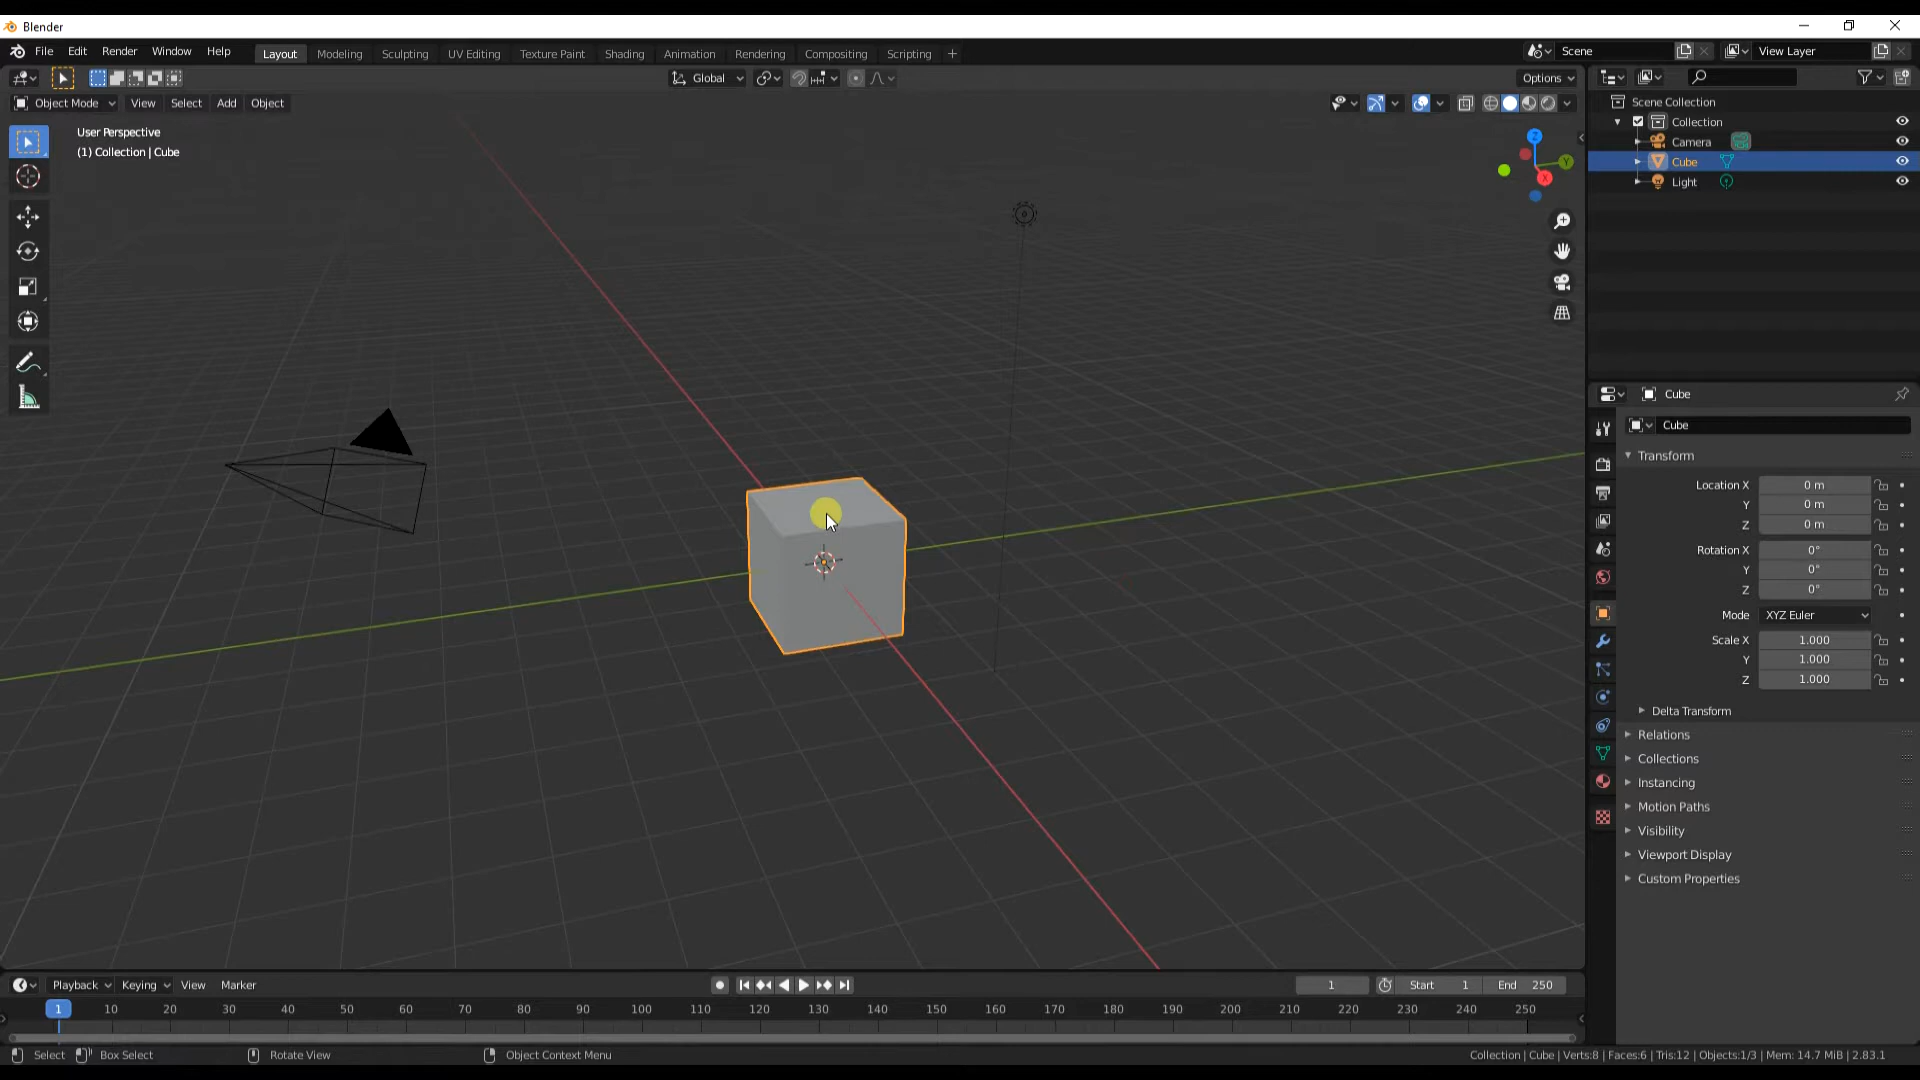 Blender
File Edit Render Window Help Layout Modeling Sculpting UV Editing Texture Paint Shading Animation Rendering Compositing Scripting + Scene View Layer
Global Options
Object Mode View Select Add Object
User Perspective
(1) Collection | Cube
Z
Y
X
Scene Collection
Collection
Camera
Cube
Light
Cube
Cube
Transform
Location X 0 m
Y 0 m
Z 0 m
Rotation X 0°
Y 0°
Z 0°
Mode XYZ Euler
Scale X 1.000
Y 1.000
Z 1.000
Delta Transform
Relations
Collections
Instancing
Motion Paths
Visibility
Viewport Display
Custom Properties
Playback Keying View Marker 1 Start 1 End 250
1 10 20 30 40 50 60 70 80 90 100 110 120 130 140 150 160 170 180 190 200 210 220 230 240 250
Select Box Select Rotate View Object Context Menu Collection | Cube | Verts:8 | Faces:6 | Tris:12 | Objects:1/3 | Mem: 14.7 MiB | 2.83.1